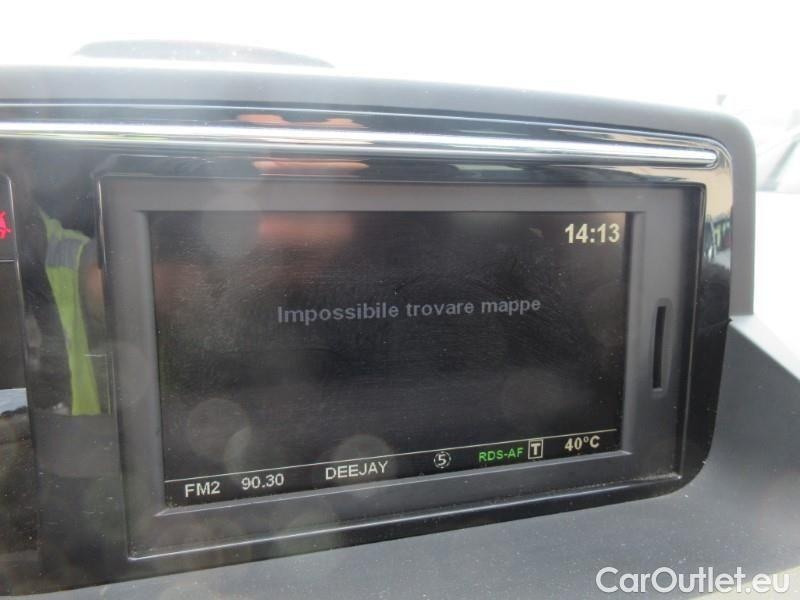 14:13
Impossibile trovare mappe
FM2 90.30 DEEJAY 5 RDS-AF T 40°C
CarOutlet.eu